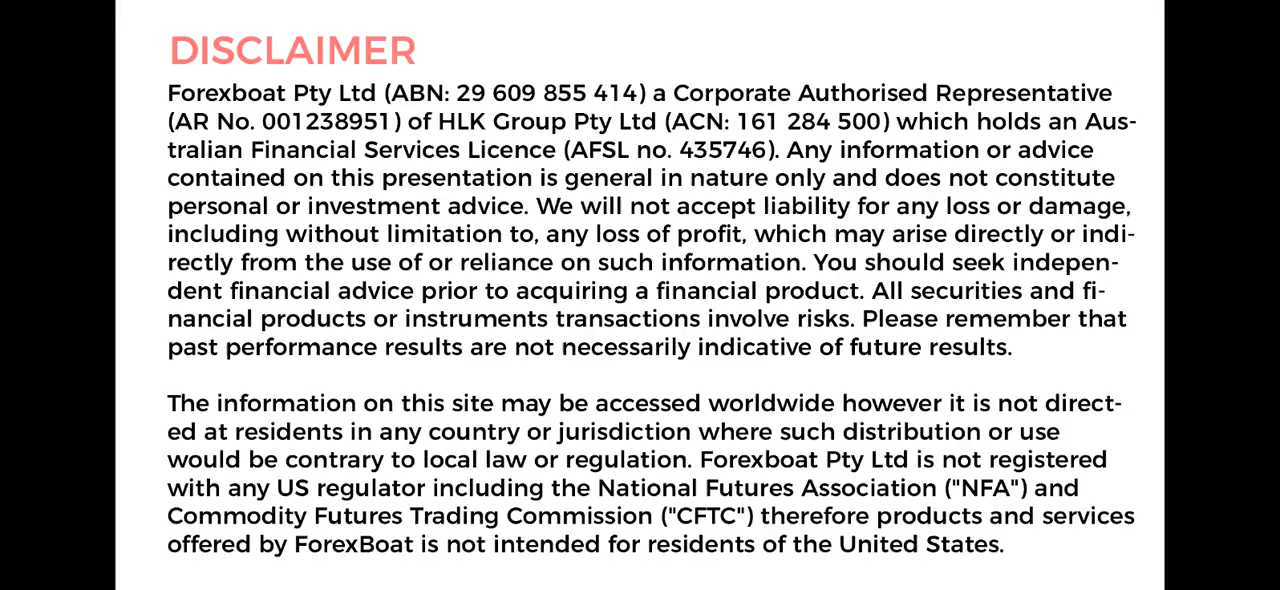 DISCLAIMER
Forexboat Pty Ltd (ABN: 29 609 855 414) a Corporate Authorised Representative
(AR No. 001238951) of HLK Group Pty Ltd (ACN: 161 284 500) which holds an Aus-
tralian Financial Services Licence (AFSL no. 435746). Any information or advice
contained on this presentation is general in nature only and does not constitute
personal or investment advice. We will not accept liability for any loss or damage,
including without limitation to, any loss of profit, which may arise directly or indi-
rectly from the use of or reliance on such information. You should seek indepen-
dent financial advice prior to acquiring a financial product. All securities and fi-
nancial products or instruments transactions involve risks. Please remember that
past performance results are not necessarily indicative of future results.
The information on this site may be accessed worldwide however it is not direct-
ed at residents in any country or jurisdiction where such distribution or use
would be contrary to local law or regulation. Forexboat Pty Ltd is not registered
with any US regulator including the National Futures Association ("NFA") and
Commodity Futures Trading Commission ("CFTC") therefore products and services
offered by ForexBoat is not intended for residents of the United States.